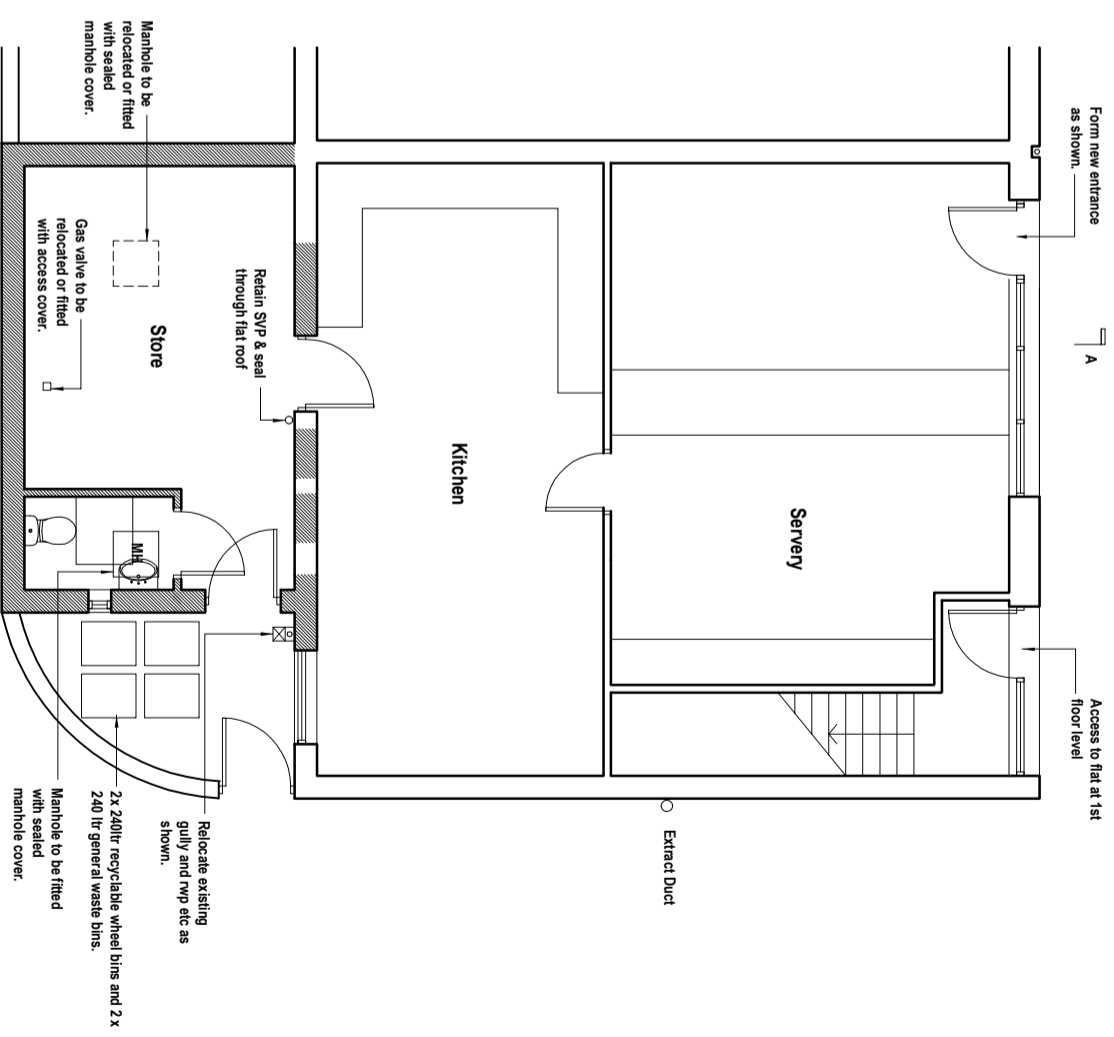 Form new entrance
as shown.
A
Access to flat at 1st
floor level
Servery
Extract Duct
Kitchen
Retain SVP & seal
through flat roof
Relocate existing
gully and rwp etc as
shown.
Manhole to be
relocated or fitted
with sealed
manhole cover.
Store
Gas valve to be
relocated or fitted
with access cover.
MH
2x 240ltr recyclable wheel bins and 2 x
240 ltr general waste bins.
Manhole to be fitted
with sealed
manhole cover.